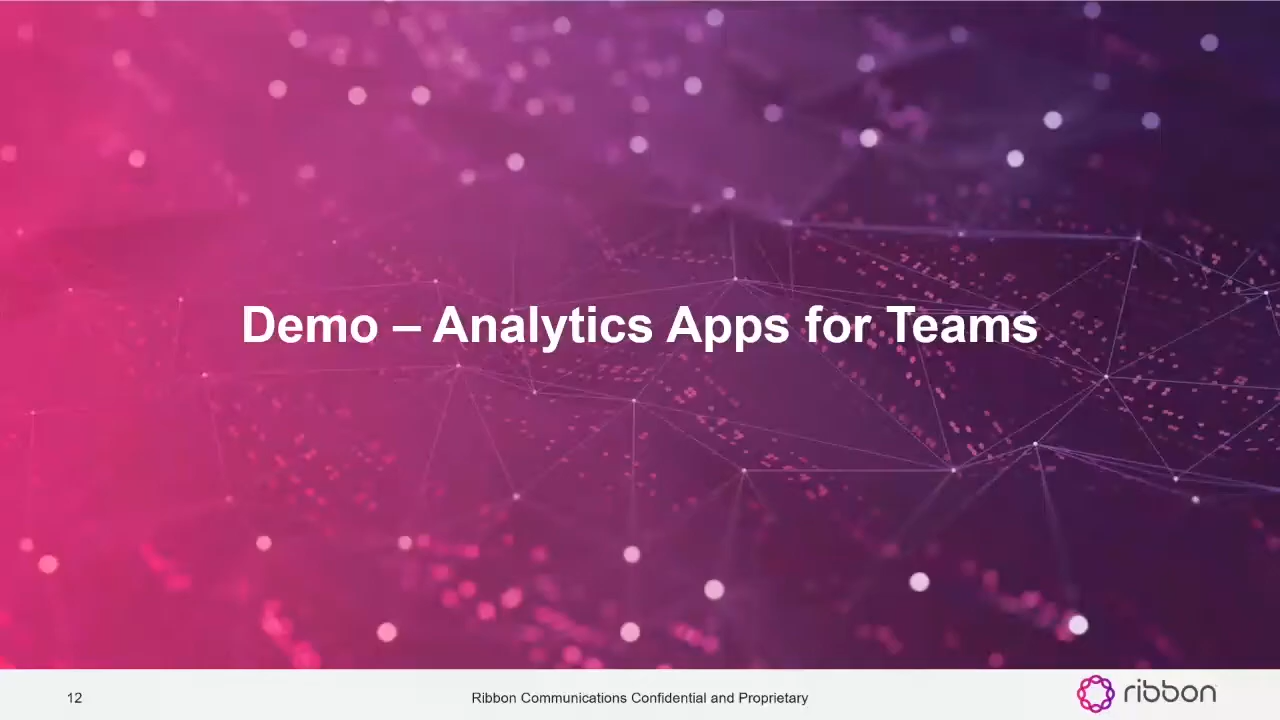 Demo – Analytics Apps for Teams
12
Ribbon Communications Confidential and Proprietary
ribbon